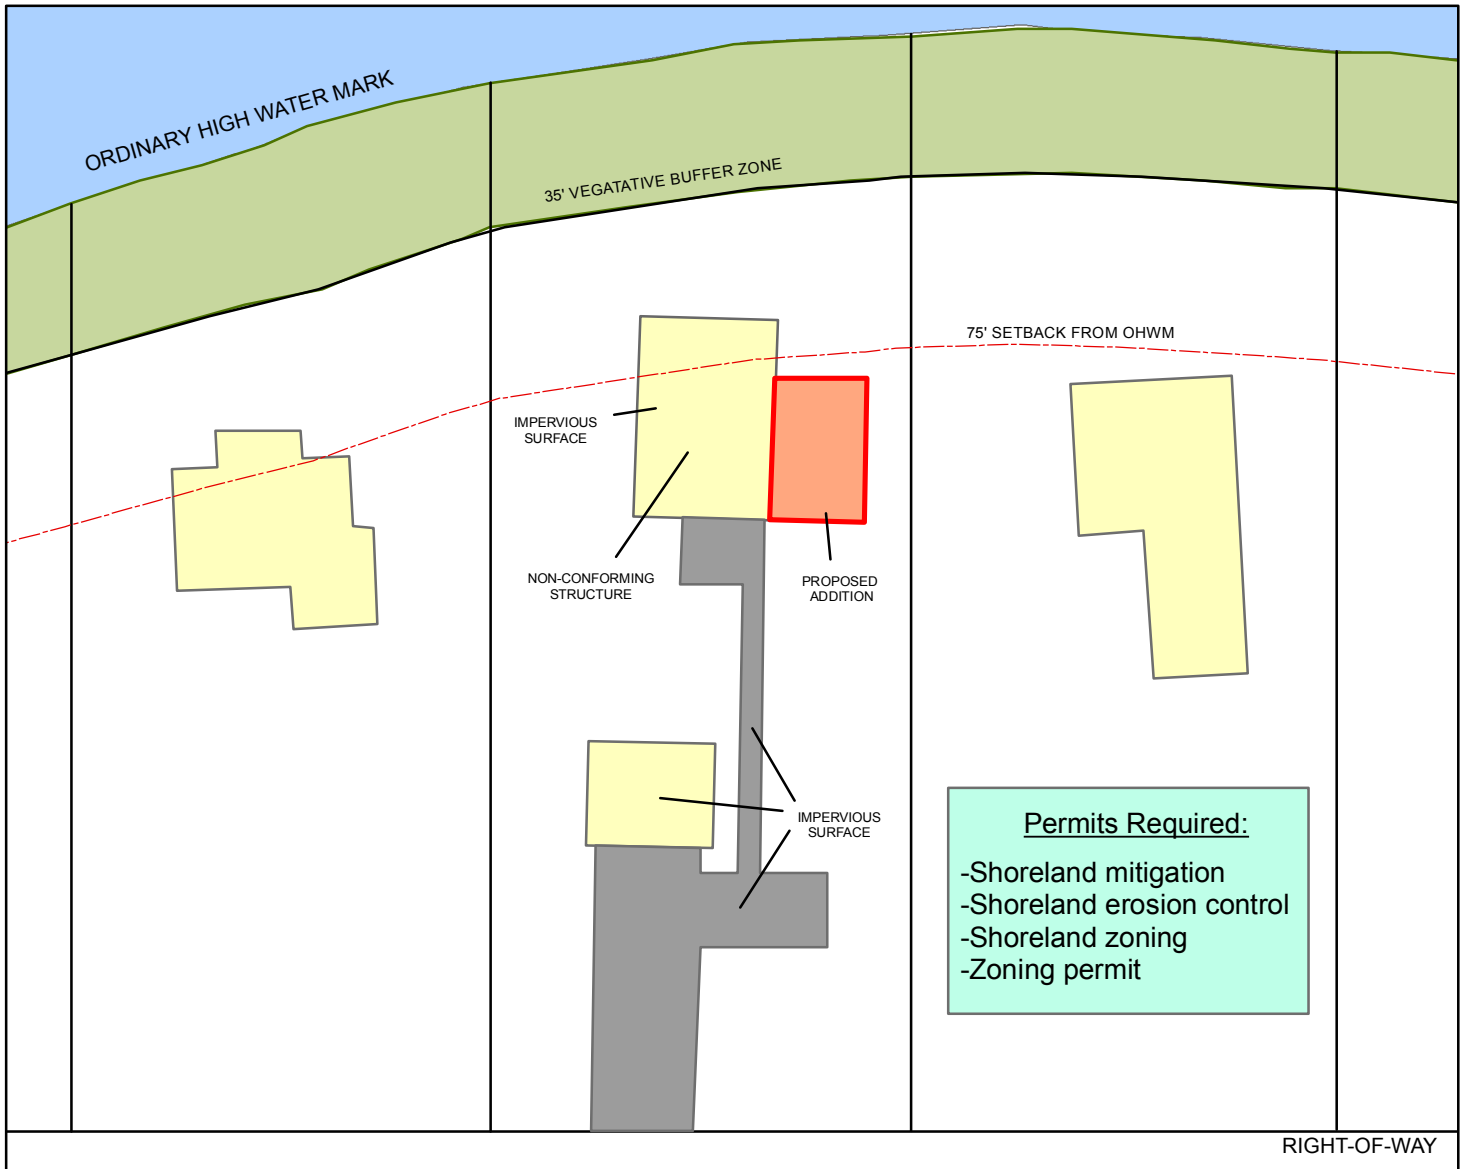 ORDINARY HIGH WATER MARK
35' VEGATATIVE BUFFER ZONE
75' SETBACK FROM OHWM
IMPERVIOUS
SURFACE
NON-CONFORMING
STRUCTURE
PROPOSED
ADDITION
IMPERVIOUS
SURFACE
Permits Required:
-Shoreland mitigation
-Shoreland erosion control
-Shoreland zoning
-Zoning permit
RIGHT-OF-WAY